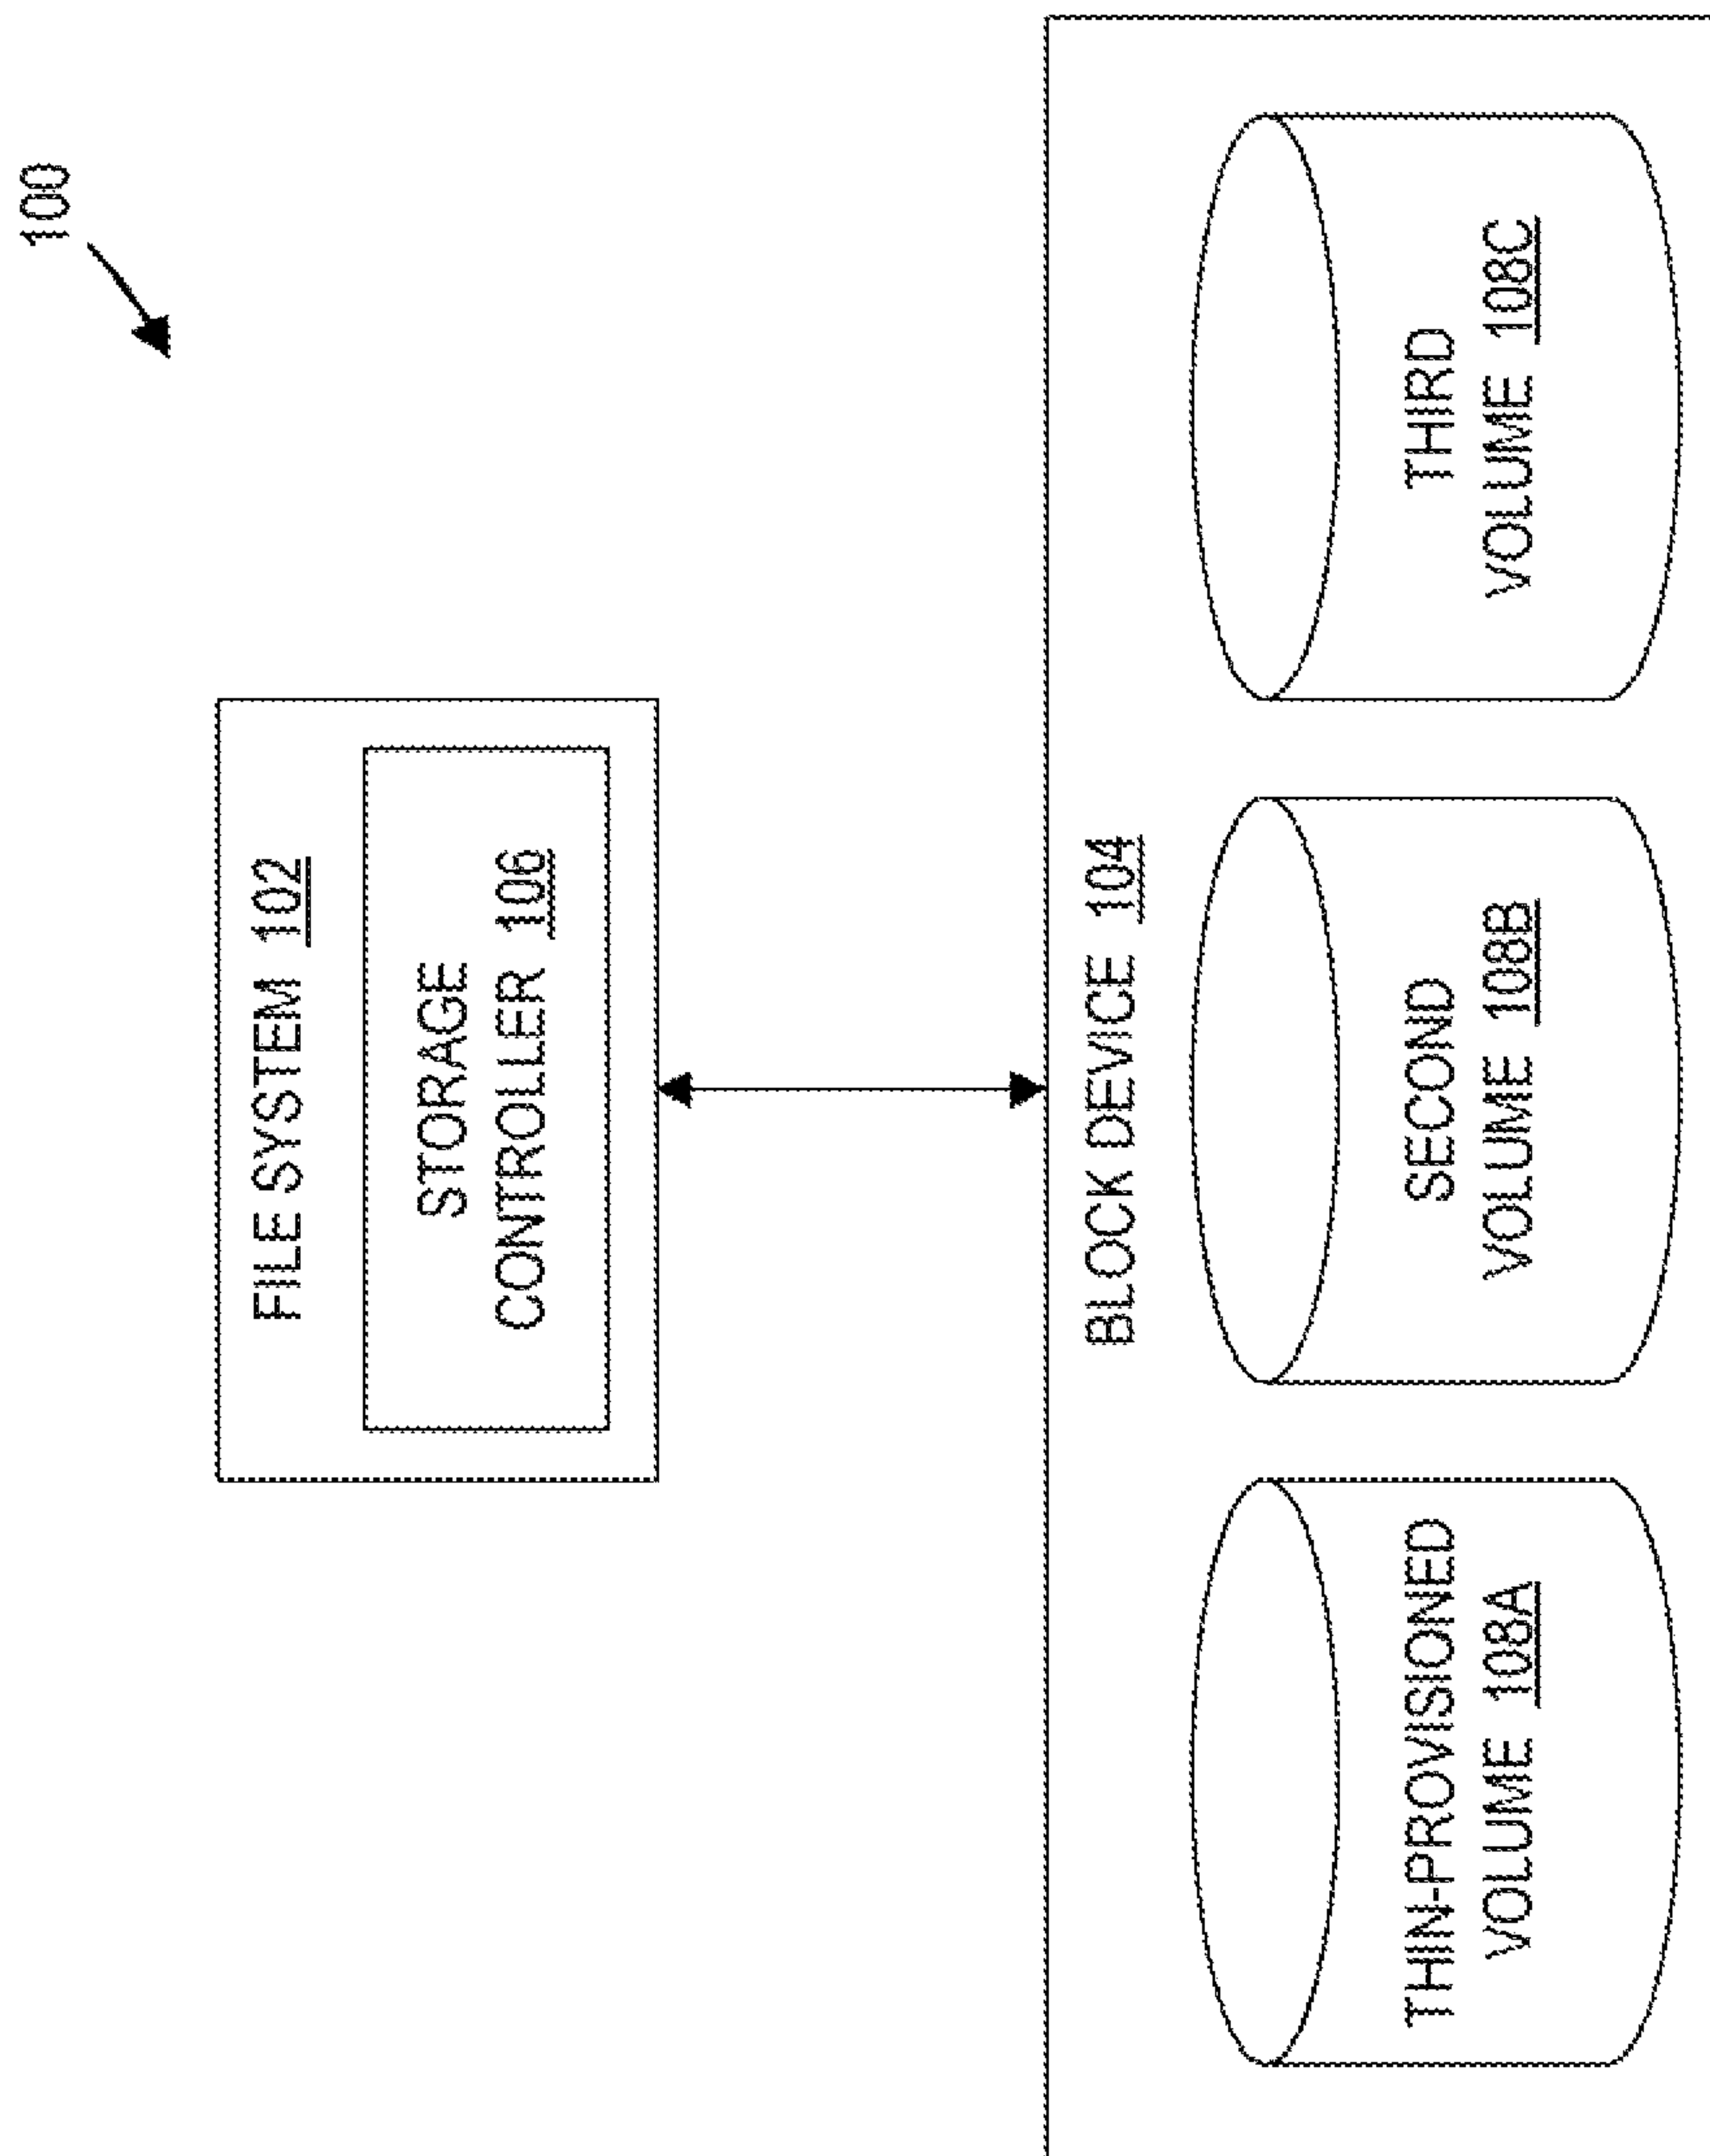 100
FILE SYSTEM 102
STORAGE
CONTROLLER 106
BLOCK DEVICE 104
THIN-PROVISIONED
VOLUME 108A
SECOND
VOLUME 108B
THIRD
VOLUME 108C